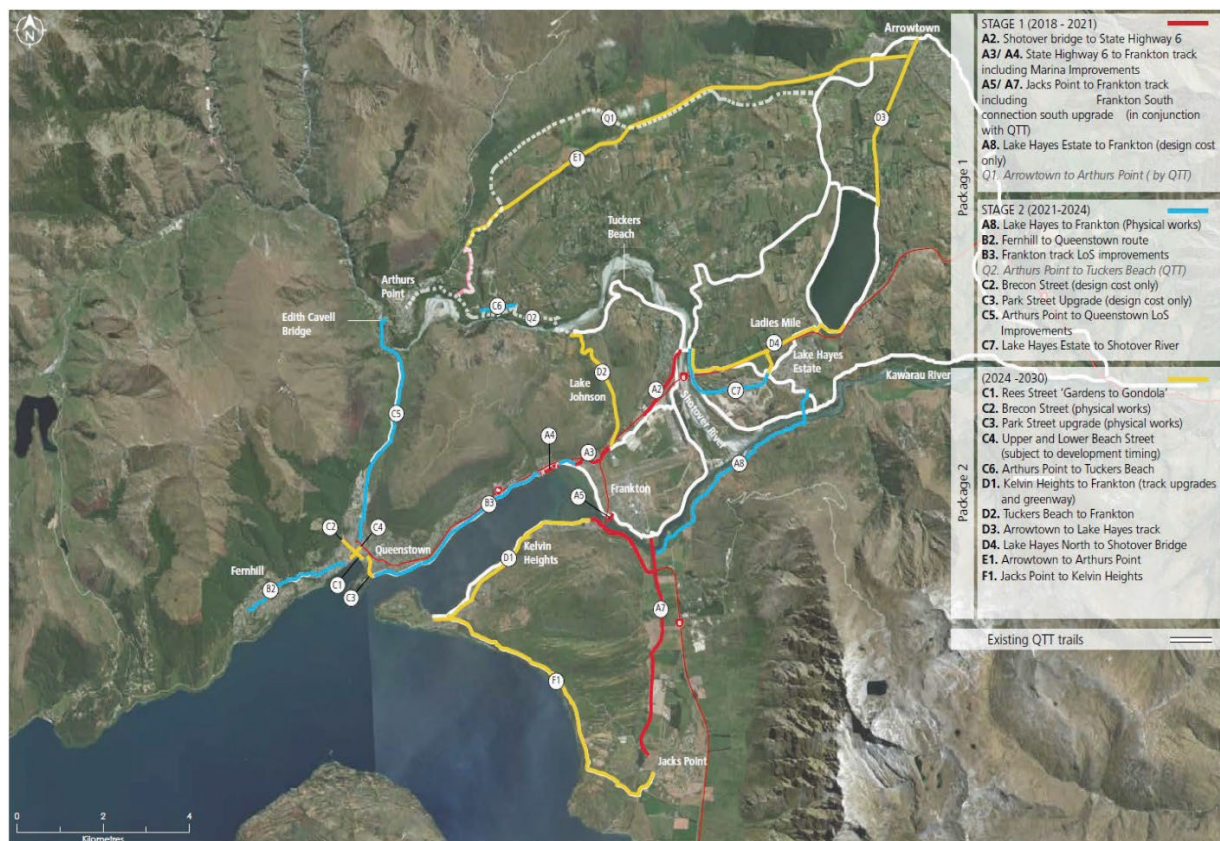 N
Arrowtown
Q1
D3
E1
Tuckers
Beach
Arthurs
Point
C6
Q2
Edith Cavell
Bridge
Ladies Mile
D4
Lake Hayes
Estate
Kawarau River
D2
Lake
Johnson
A2
C7
Shotover River
C5
A4
A3
A8
B3
Frankton
A5
C2
C4
Queenstown
Kelvin
Heights
D1
Fernhill
B2
C1
C3
A7
F1
Jacks Point
0 2 4
Kilometres
Package 1
STAGE 1 (2018 - 2021)
A2. Shotover bridge to State Highway 6
A3/ A4. State Highway 6 to Frankton track
including Marina Improvements
A5/ A7. Jacks Point to Frankton track
including Frankton South
connection south upgrade (in conjunction
with QTT)
A8. Lake Hayes Estate to Frankton (design cost
only)
Q1. Arrowtown to Arthurs Point ( by QTT)
STAGE 2 (2021-2024)
A8. Lake Hayes to Frankton (Physical works)
B2. Fernhill to Queenstown route
B3. Frankton track LoS improvements
Q2. Arthurs Point to Tuckers Beach (QTT)
C2. Brecon Street (design cost only)
C3. Park Street Upgrade (design cost only)
C5. Arthurs Point to Queenstown LoS
Improvements
C7. Lake Hayes Estate to Shotover River
Package 2
(2024 -2030)
C1. Rees Street 'Gardens to Gondola'
C2. Brecon Street (physical works)
C3. Park Street upgrade (physical works)
C4. Upper and Lower Beach Street
(subject to development timing)
C6. Arthurs Point to Tuckers Beach
D1. Kelvin Heights to Frankton (track upgrades
and greenway)
D2. Tuckers Beach to Frankton
D3. Arrowtown to Lake Hayes track
D4. Lake Hayes North to Shotover Bridge
E1. Arrowtown to Arthurs Point
F1. Jacks Point to Kelvin Heights
Existing QTT trails